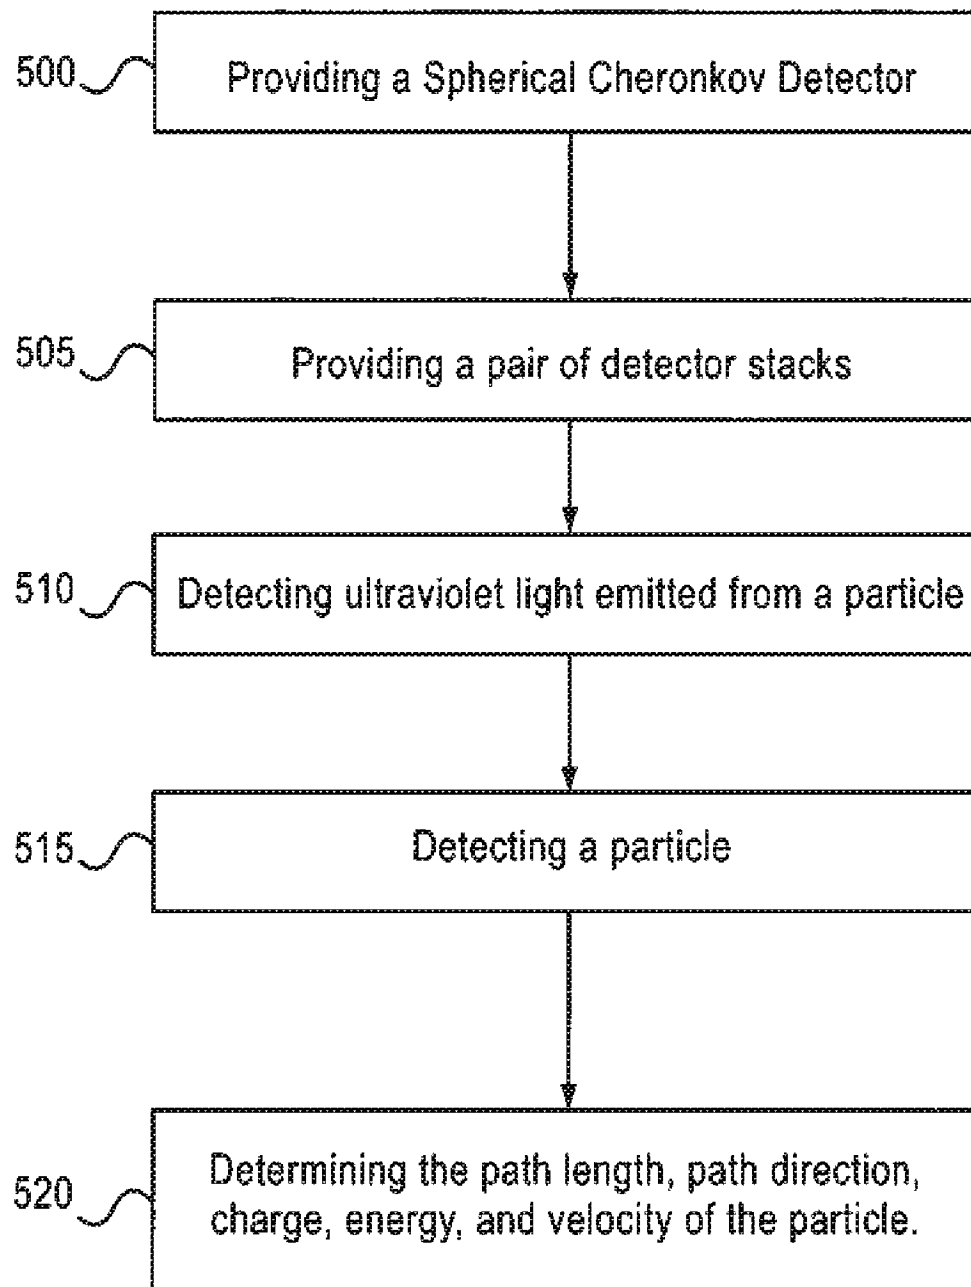 500
Providing a Spherical Cheronkov Detector
505
Providing a pair of detector stacks
510
Detecting ultraviolet light emitted from a particle
515
Detecting a particle
520
Determining the path length, path direction,
charge, energy, and velocity of the particle.